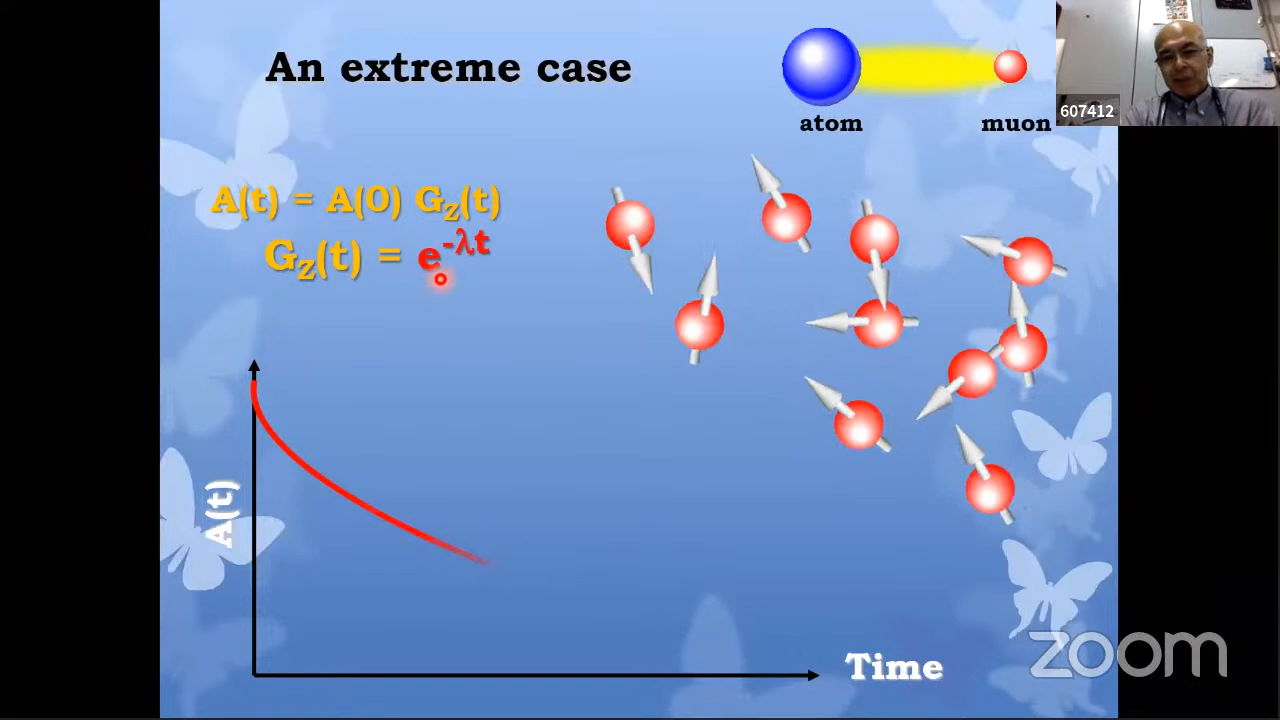 An extreme case
atom
muon
607412
A(t) = A(0) G_Z(t)
G_Z(t) = e^-λt
A(t)
Time
zoom